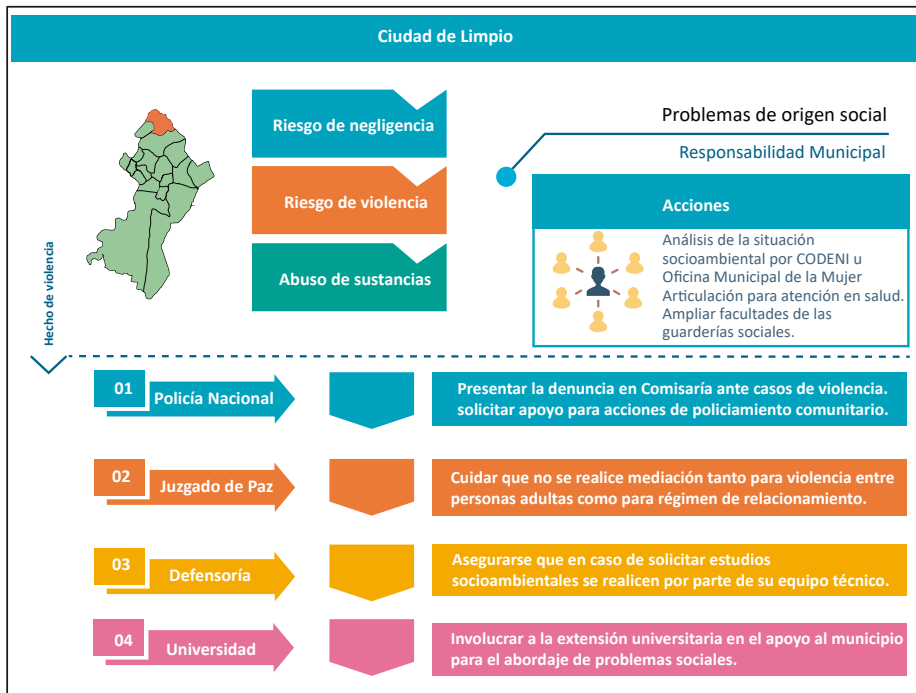 Ciudad de Limpio
Riesgo de negligencia
Riesgo de violencia
Abuso de sustancias
Problemas de origen social
Responsabilidad Municipal
Acciones
Análisis de la situación
socioambiental por CODENI u
Oficina Municipal de la Mujer
Articulación para atención en salud.
Ampliar facultades de las
guarderías sociales.
Hecho de violencia
01
Policía Nacional
Presentar la denuncia en Comisaría ante casos de violencia.
solicitar apoyo para acciones de policiamiento comunitario.
02
Juzgado de Paz
Cuidar que no se realice mediación tanto para violencia entre
personas adultas como para régimen de relacionamiento.
03
Defensoría
Asegurarse que en caso de solicitar estudios
socioambientales se realicen por parte de su equipo técnico.
04
Universidad
Involucrar a la extensión universitaria en el apoyo al municipio
para el abordaje de problemas sociales.